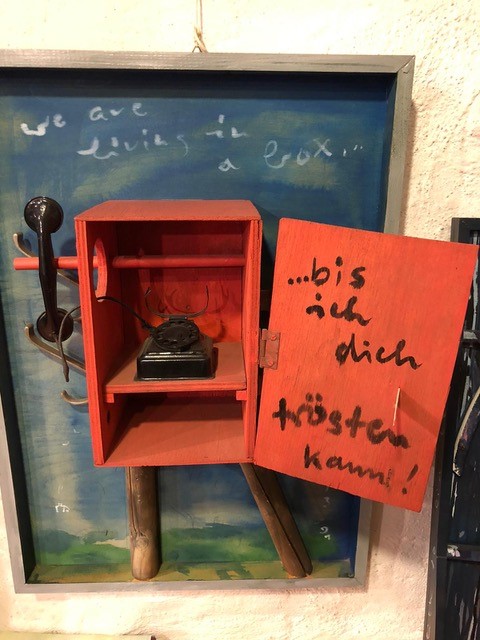 we are
living in
a box...
...bis
ich
dich
trösten
kann!